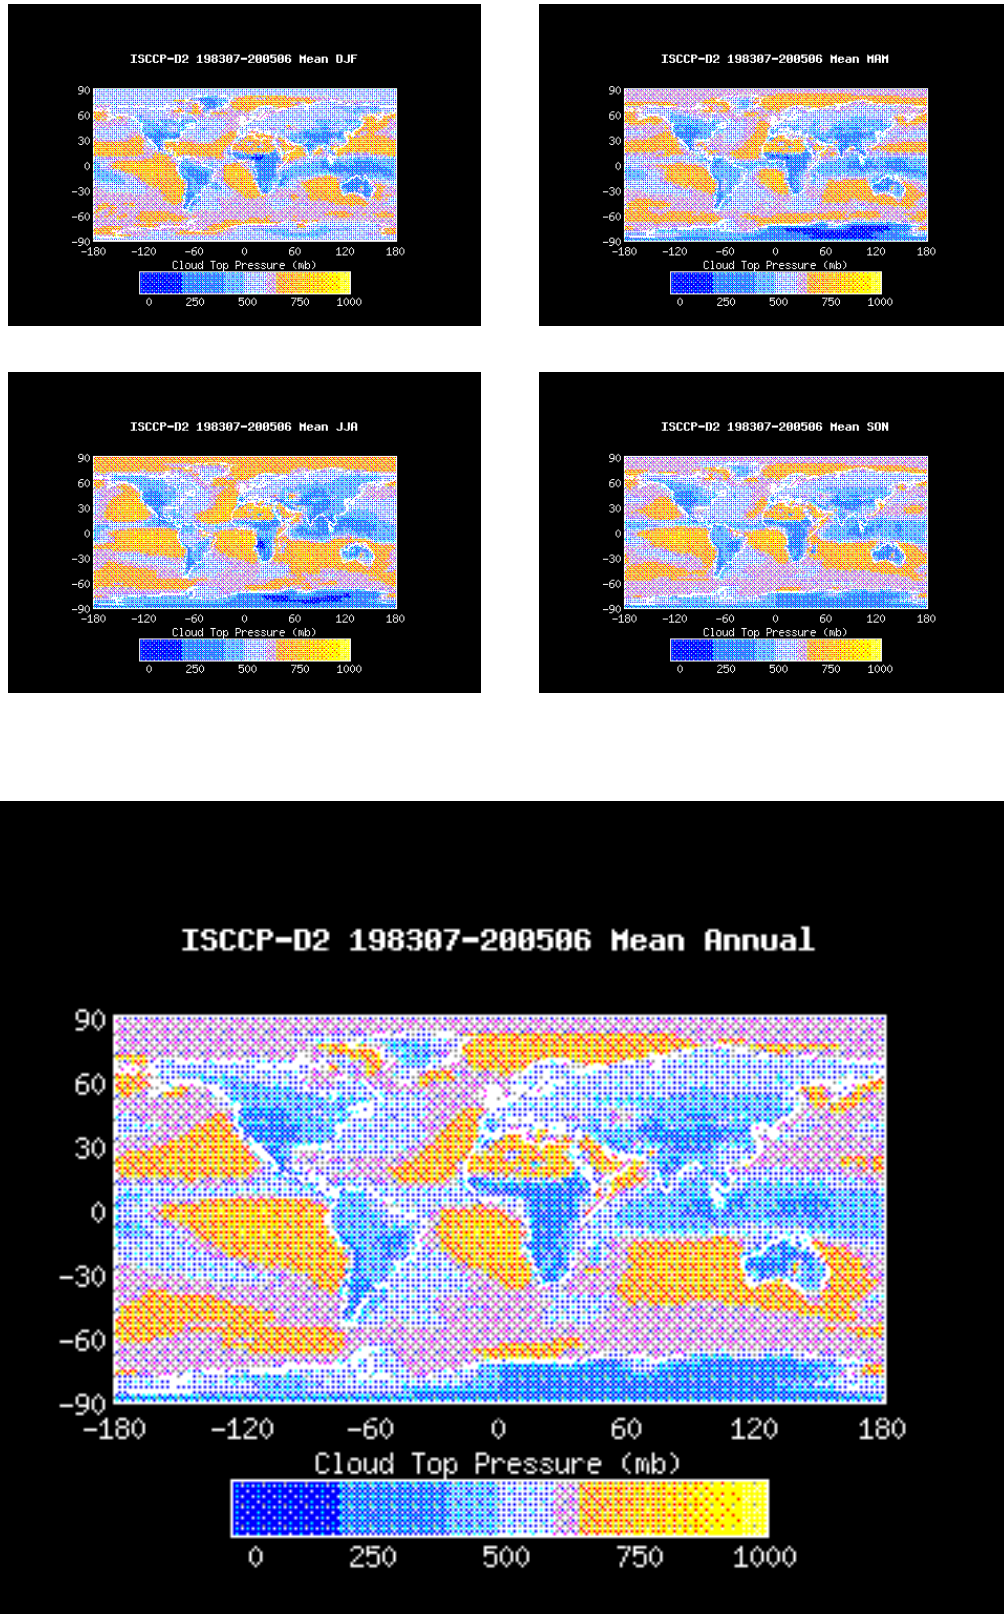 ISCCP-D2 198307-200506 Mean DJF
90
60
30
0
-30
-60
-90
-180 -120 -60 0 60 120 180
Cloud Top Pressure (mb)
0 250 500 750 1000
ISCCP-D2 198307-200506 Mean MAM
90
60
30
0
-30
-60
-90
-180 -120 -60 0 60 120 180
Cloud Top Pressure (mb)
0 250 500 750 1000
ISCCP-D2 198307-200506 Mean JJA
90
60
30
0
-30
-60
-90
-180 -120 -60 0 60 120 180
Cloud Top Pressure (mb)
0 250 500 750 1000
ISCCP-D2 198307-200506 Mean SON
90
60
30
0
-30
-60
-90
-180 -120 -60 0 60 120 180
Cloud Top Pressure (mb)
0 250 500 750 1000
ISCCP-D2 198307-200506 Mean Annual
90
60
30
0
-30
-60
-90
-180 -120 -60 0 60 120 180
Cloud Top Pressure (mb)
0 250 500 750 1000